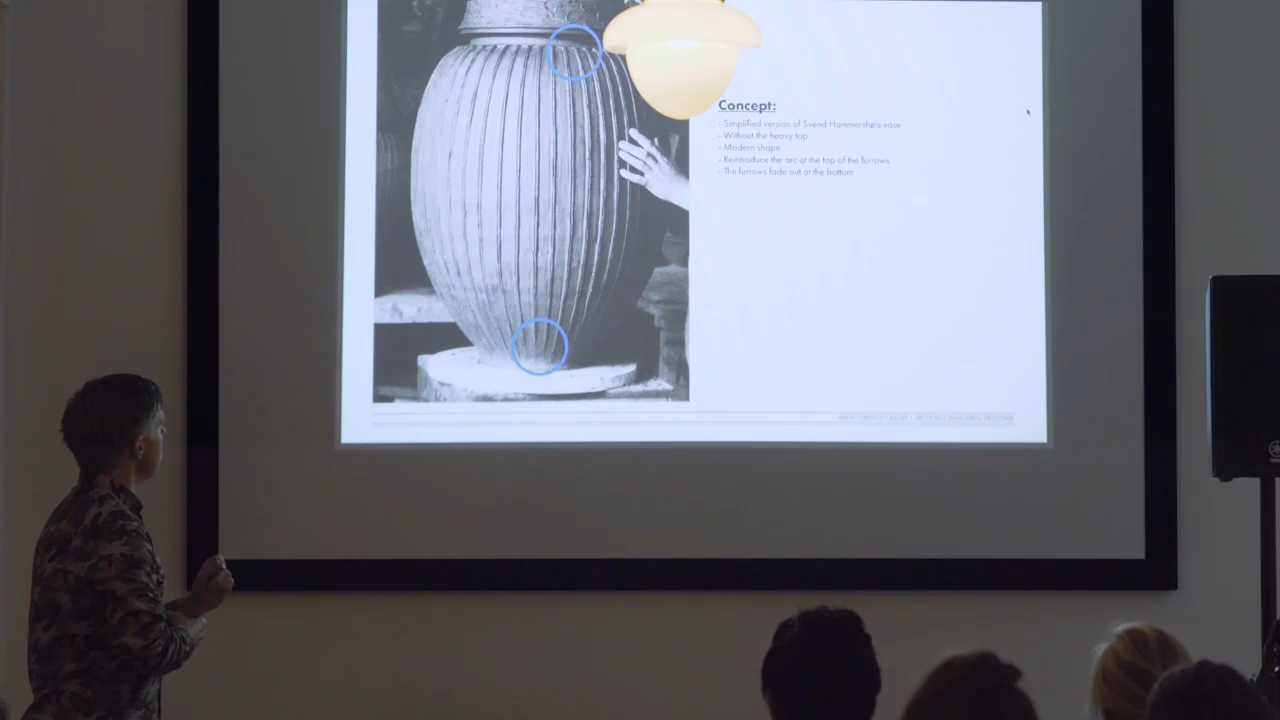 Concept:
- Simplified version of Svend Hammershøis vase
- Without the heavy top
- Modern shape
- Reintroduce the arc at the top of the furrows
- The furrows fade out at the bottom